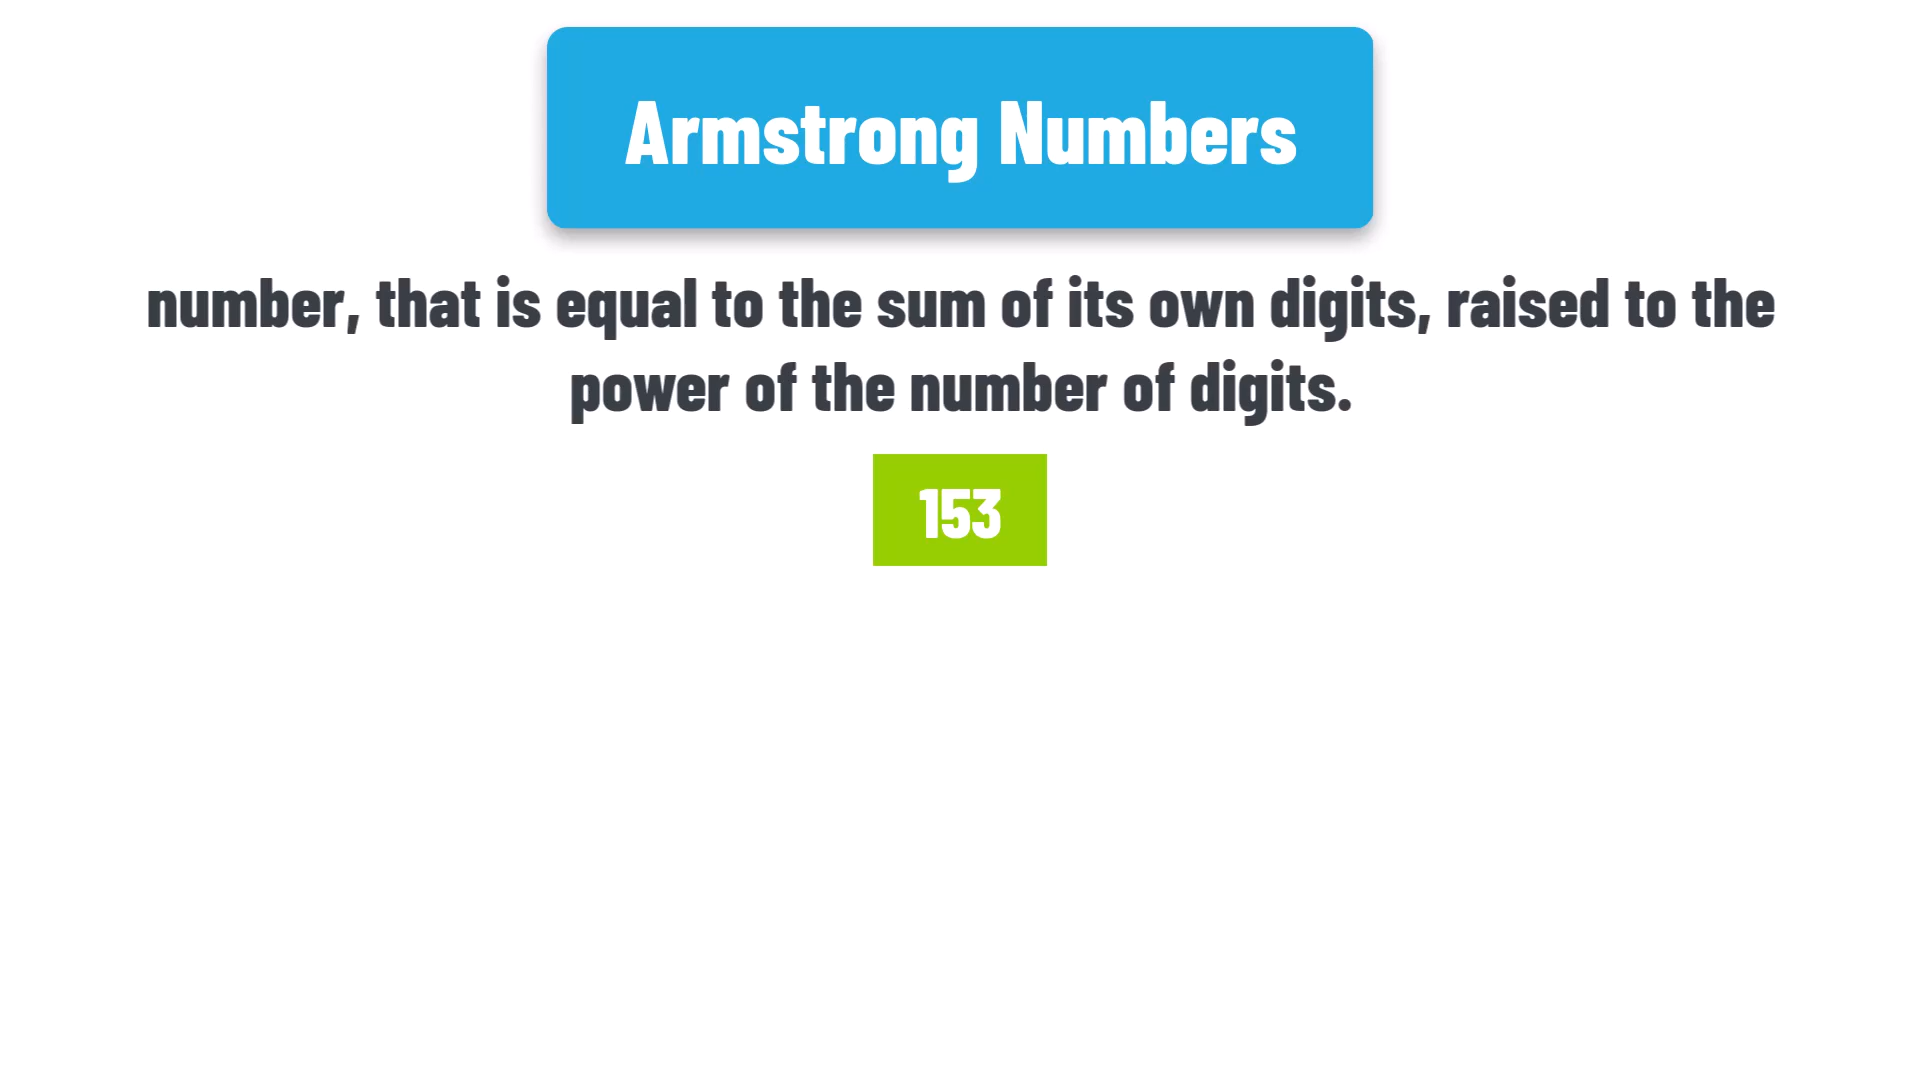 Armstrong Numbers
number, that is equal to the sum of its own digits, raised to the
power of the number of digits.
153